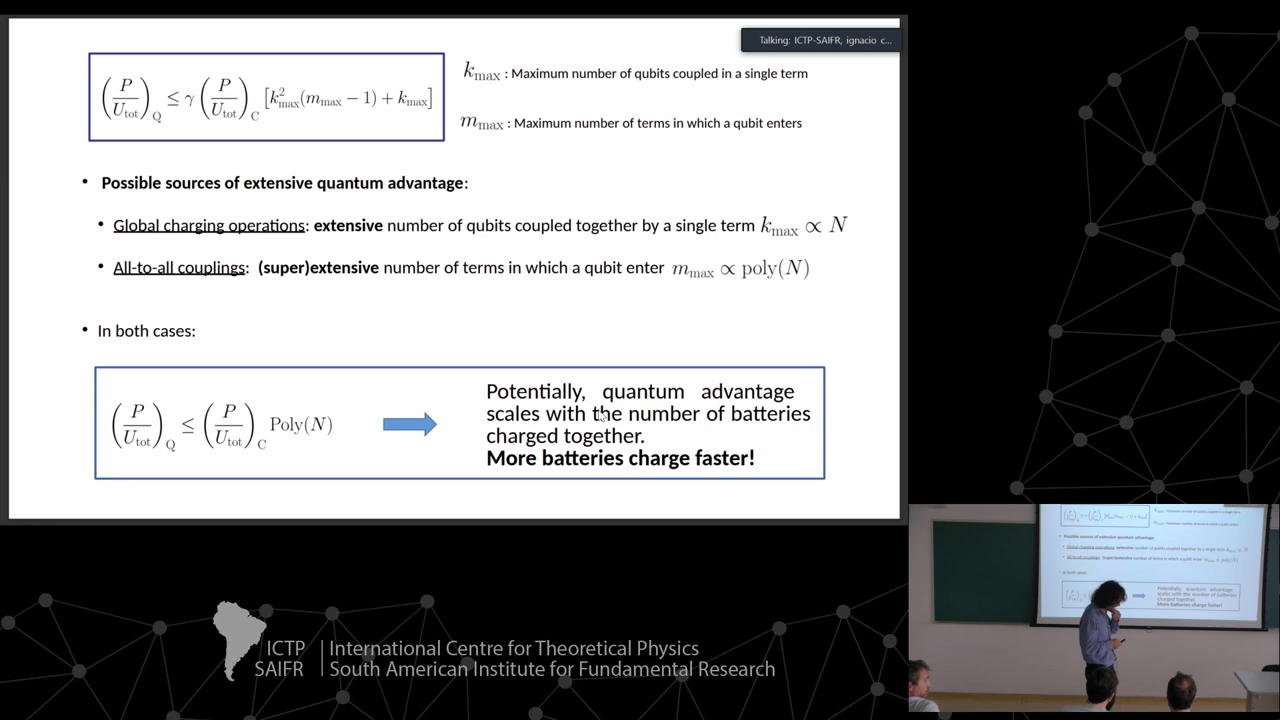 Talking: ICTP-SAIFR, ignacio c...
(P/U_tot)_Q ≤ γ (P/U_tot)_C [k²_max(m_max − 1) + k_max]
k_max : Maximum number of qubits coupled in a single term
m_max : Maximum number of terms in which a qubit enters
• Possible sources of extensive quantum advantage:
• Global charging operations: extensive number of qubits coupled together by a single term k_max ∝ N
• All-to-all couplings: (super)extensive number of terms in which a qubit enter m_max ∝ poly(N)
• In both cases:
(P/U_tot)_Q ≤ (P/U_tot)_C Poly(N)
Potentially, quantum advantage
scales with the number of batteries
charged together.
More batteries charge faster!
ICTP
SAIFR
International Centre for Theoretical Physics
South American Institute for Fundamental Research